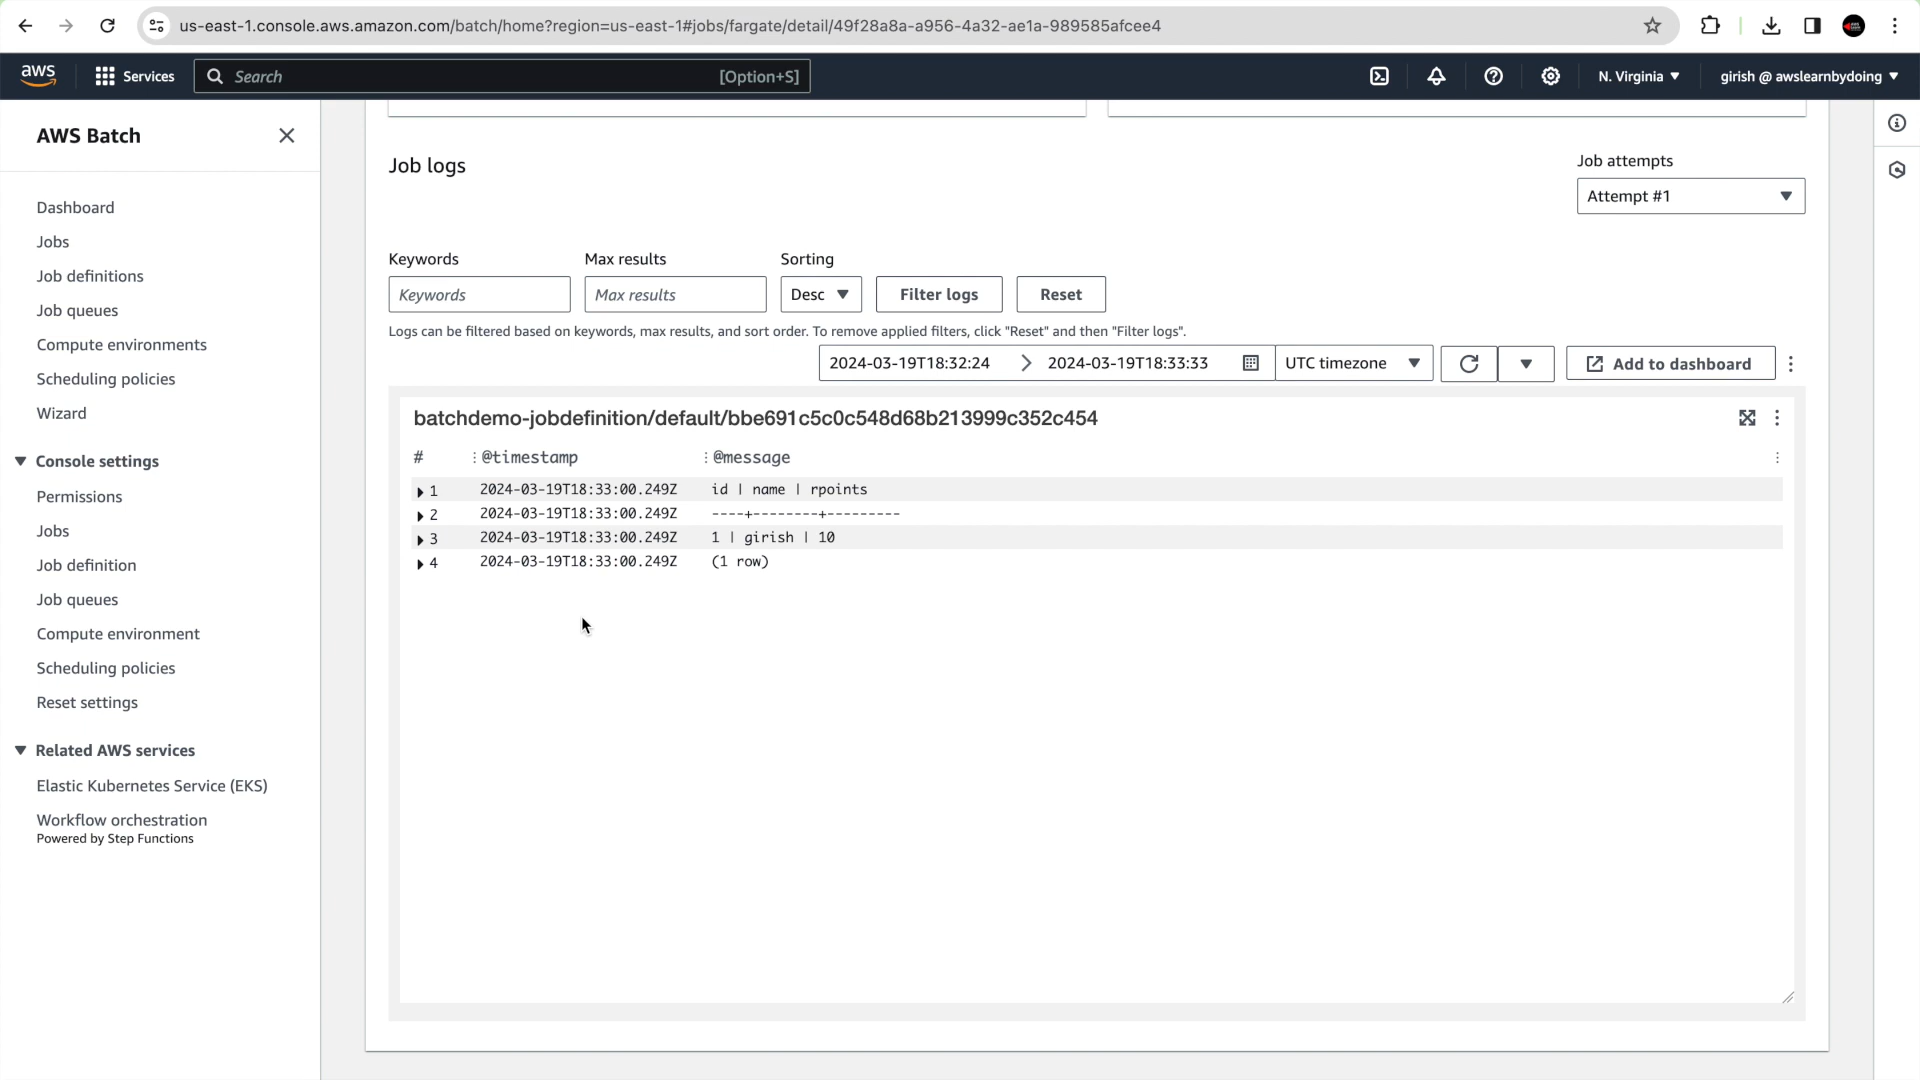 us-east-1.console.aws.amazon.com/batch/home?region=us-east-1#jobs/fargate/detail/49f28a8a-a956-4a32-ae1a-989585afcee4
aws Services Search [Option+S] N. Virginia girish @ awslearnbydoing
AWS Batch
Dashboard
Jobs
Job definitions
Job queues
Compute environments
Scheduling policies
Wizard
Console settings
Permissions
Jobs
Job definition
Job queues
Compute environment
Scheduling policies
Reset settings
Related AWS services
Elastic Kubernetes Service (EKS)
Workflow orchestration
Powered by Step Functions
Job logs
Job attempts
Attempt #1
Keywords Max results Sorting
Keywords Max results Desc Filter logs Reset
Logs can be filtered based on keywords, max results, and sort order. To remove applied filters, click "Reset" and then "Filter logs".
2024-03-19T18:32:24 2024-03-19T18:33:33 UTC timezone Add to dashboard
batchdemo-jobdefinition/default/bbe691c5c0c548d68b213999c352c454
# @timestamp @message
1 2024-03-19T18:33:00.249Z id | name | rpoints
2 2024-03-19T18:33:00.249Z ----+--------+---------
3 2024-03-19T18:33:00.249Z 1 | girish | 10
4 2024-03-19T18:33:00.249Z (1 row)